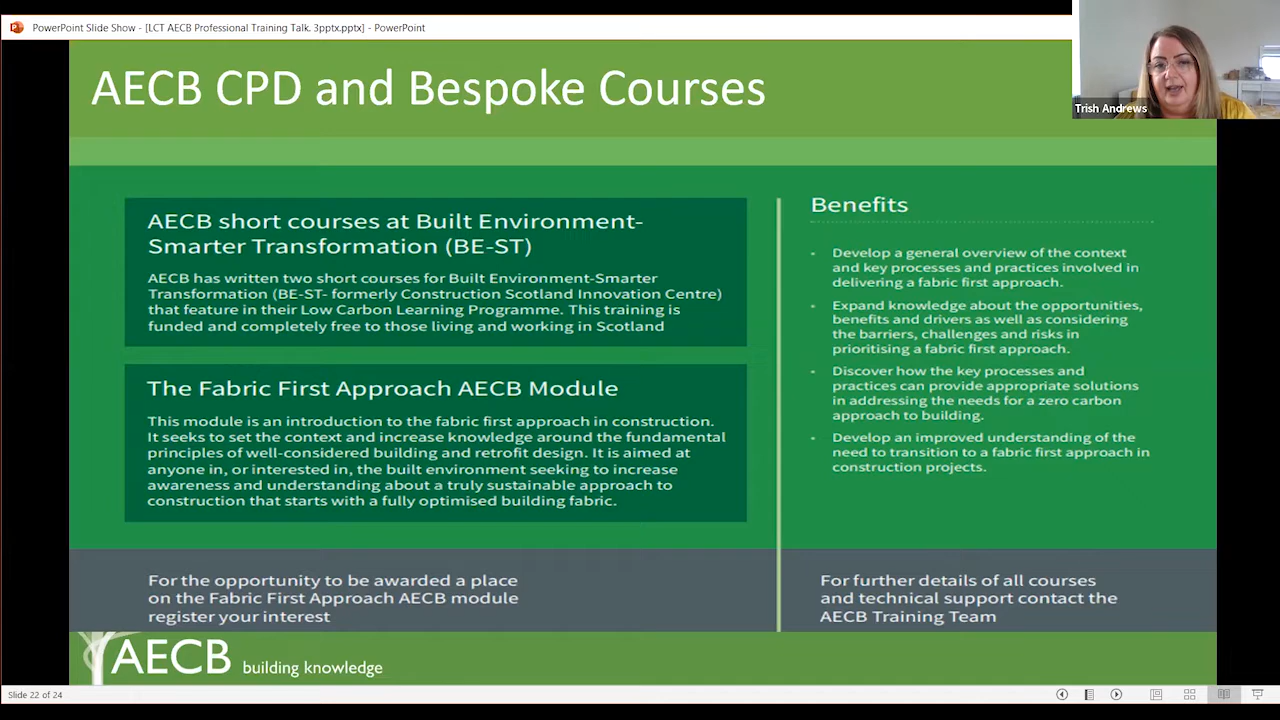 PowerPoint Slide Show - [LCT AECB Professional Training Talk. 3pptx.pptx] - PowerPoint
Trish Andrews
AECB CPD and Bespoke Courses
AECB short courses at Built Environment-
Smarter Transformation (BE-ST)
AECB has written two short courses for Built Environment-Smarter
Transformation (BE-ST- formerly Construction Scotland Innovation Centre)
that feature in their Low Carbon Learning Programme. This training is
funded and completely free to those living and working in Scotland
The Fabric First Approach AECB Module
This module is an introduction to the fabric first approach in construction.
It seeks to set the context and increase knowledge around the fundamental
principles of well-considered building and retrofit design. It is aimed at
anyone in, or interested in, the built environment seeking to increase
awareness and understanding about a truly sustainable approach to
construction that starts with a fully optimised building fabric.
Benefits
- Develop a general overview of the context
and key processes and practices involved in
delivering a fabric first approach.
- Expand knowledge about the opportunities,
benefits and drivers as well as considering
the barriers, challenges and risks in
prioritising a fabric first approach.
- Discover how the key processes and
practices can provide appropriate solutions
in addressing the needs for a zero carbon
approach to building.
- Develop an improved understanding of the
need to transition to a fabric first approach in
construction projects.
For the opportunity to be awarded a place
on the Fabric First Approach AECB module
register your interest
For further details of all courses
and technical support contact the
AECB Training Team
AECB building knowledge
Slide 22 of 24